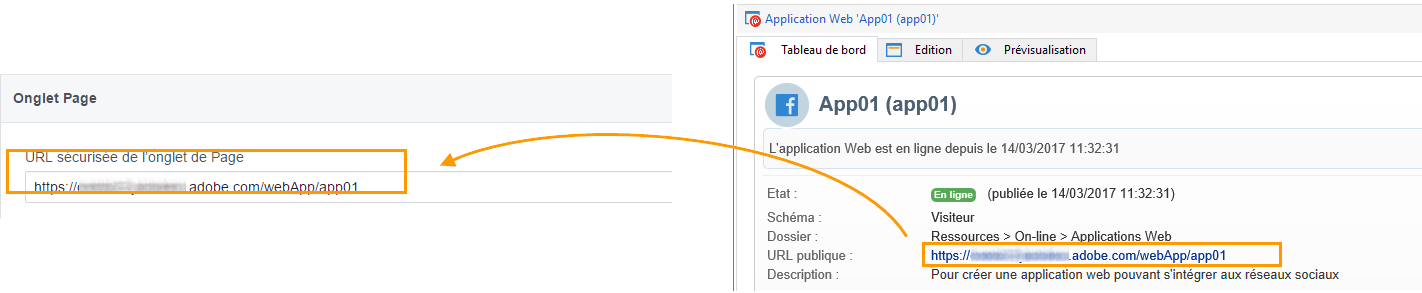 Onglet Page
URL sécurisée de l'onglet de Page
https:// .adobe.com/webApp/app01
Application Web 'App01 (app01)'
Tableau de bord Edition Prévisualisation
App01 (app01)
L'application Web est en ligne depuis le 14/03/2017 11:32:31
Etat : En ligne (publiée le 14/03/2017 11:32:31)
Schéma : Visiteur
Dossier : Ressources > On-line > Applications Web
URL publique : https:// .adobe.com/webApp/app01
Description : Pour créer une application web pouvant s'intégrer aux réseaux sociaux